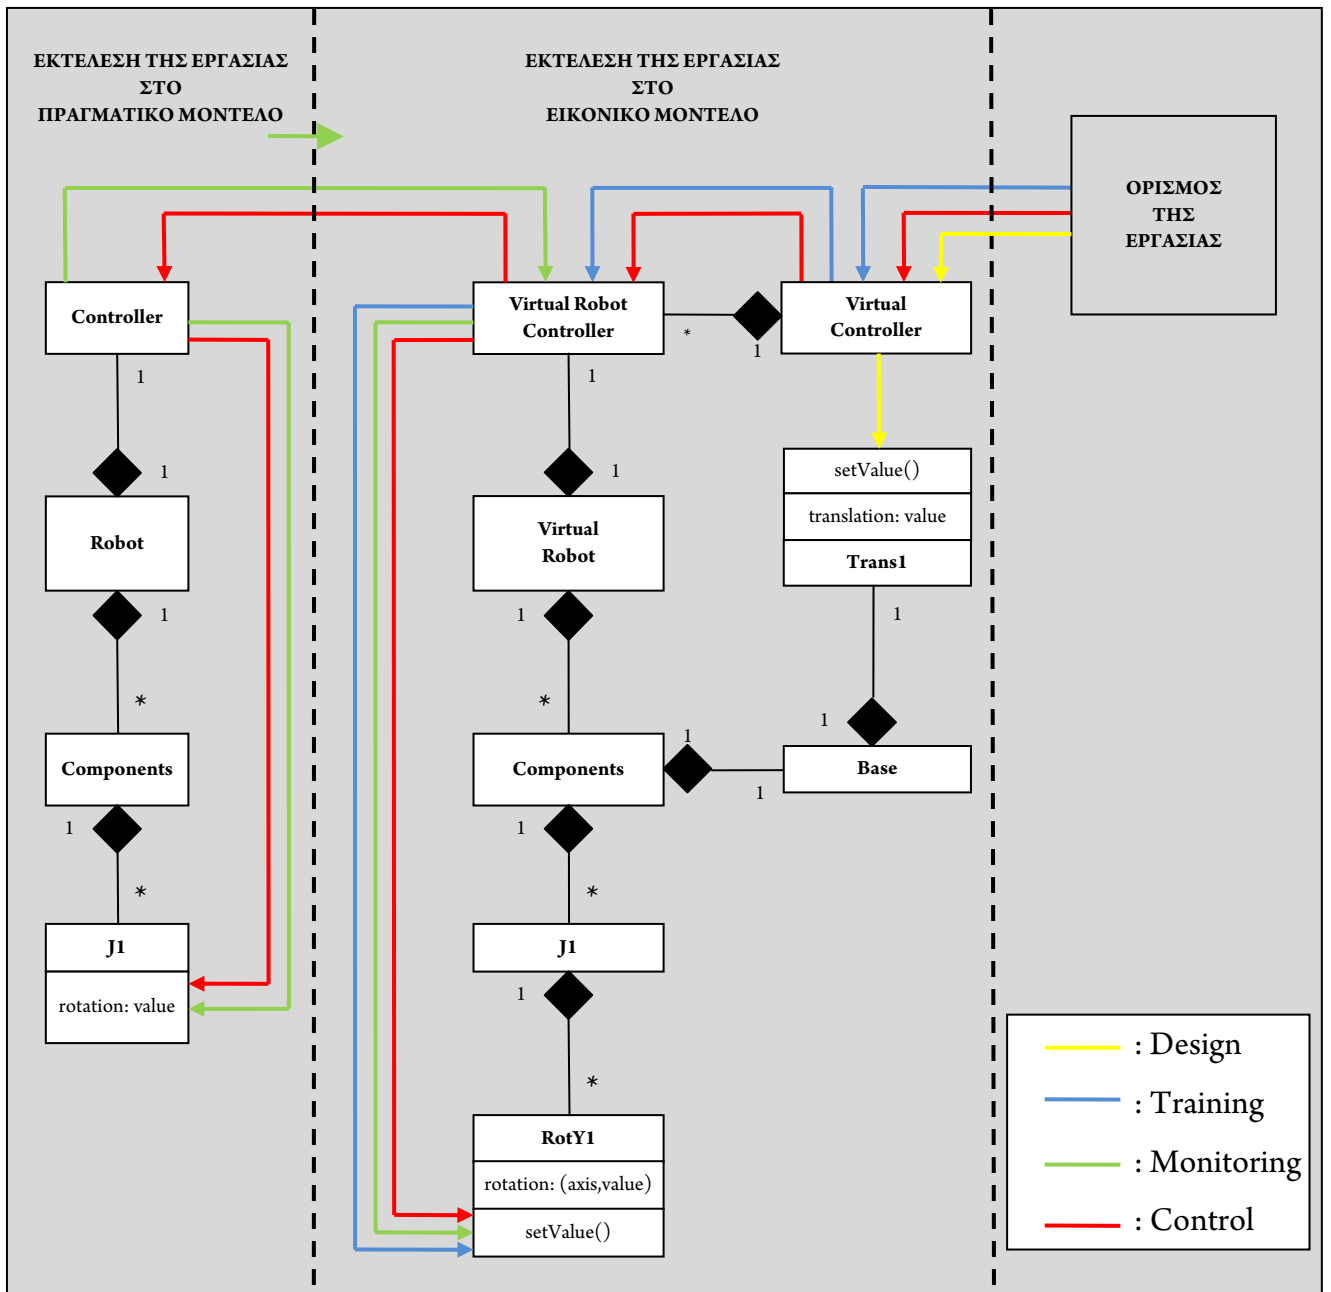 ΕΚΤΕΛΕΣΗ ΤΗΣ ΕΡΓΑΣΙΑΣ
ΣΤΟ
ΠΡΑΓΜΑΤΙΚΟ ΜΟΝΤΕΛΟ
ΕΚΤΕΛΕΣΗ ΤΗΣ ΕΡΓΑΣΙΑΣ
ΣΤΟ
ΕΙΚΟΝΙΚΟ ΜΟΝΤΕΛΟ
ΟΡΙΣΜΟΣ
ΤΗΣ
ΕΡΓΑΣΙΑΣ
Controller
1
1
Robot
1
*
Components
1
*
J1
rotation: value
Virtual Robot
Controller
*
1
Virtual
Controller
1
1
Virtual
Robot
1
*
Components
1
1
1
*
J1
1
*
RotY1
rotation: (axis,value)
setValue()
setValue()
translation: value
Trans1
1
1
Base
: Design
: Training
: Monitoring
: Control